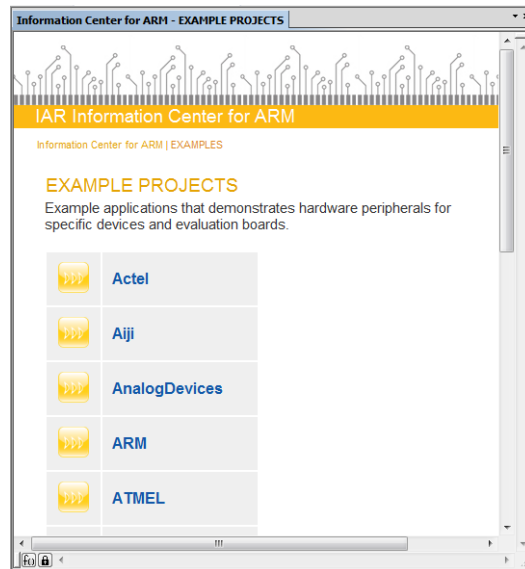 Information Center for ARM - EXAMPLE PROJECTS
IAR Information Center for ARM
Information Center for ARM | EXAMPLES
EXAMPLE PROJECTS
Example applications that demonstrates hardware peripherals for
specific devices and evaluation boards.
Actel
Aiji
AnalogDevices
ARM
ATMEL
f()